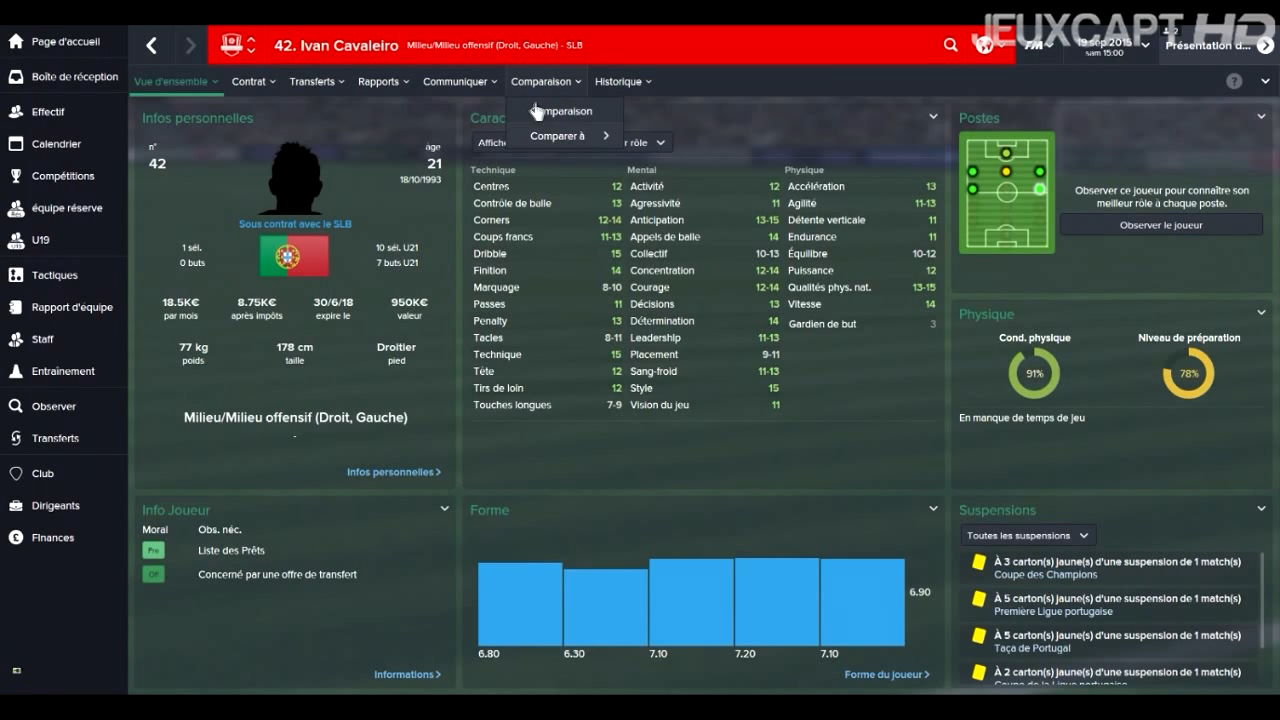 JEUXCAPT HD
Page d'accueil
Boîte de réception
Effectif
Calendrier
Compétitions
équipe réserve
U19
Tactiques
Rapport d'équipe
Staff
Entraînement
Observer
Transferts
Club
Dirigeants
Finances
42. Ivan Cavaleiro
Milieu/Milieu offensif (Droit, Gauche) - SLB
FM
19 sep 2015
sam 15:00
2
Présentation d...
Vue d'ensemble
Contrat
Transferts
Rapports
Communiquer
Comparaison
Historique
Comparer à
Infos personnelles
n°
42
âge
21
18/10/1993
Sous contrat avec le SLB
1 sél.
0 buts
10 sél. U21
7 buts U21
18.5K€
par mois
8.75K€
après impôts
30/6/18
expire le
950K€
valeur
77 kg
poids
178 cm
taille
Droitier
pied
Milieu/Milieu offensif (Droit, Gauche)
-
Infos personnelles >
Technique
Centres 12
Contrôle de balle 13
Corners 12-14
Coups francs 11-13
Dribble 15
Finition 14
Marquage 8-10
Passes 11
Penalty 13
Tacles 8-11
Technique 15
Tête 12
Tirs de loin 12
Touches longues 7-9
Mental
Activité 12
Agressivité 11
Anticipation 13-15
Appels de balle 14
Collectif 10-13
Concentration 12-14
Courage 12-14
Décisions 13
Détermination 14
Leadership 11-13
Placement 9-11
Sang-froid 11-13
Style 15
Vision du jeu 11
Physique
Accélération 13
Agilité 11-13
Détente verticale 11
Endurance 11
Équilibre 10-12
Puissance 12
Qualités phys. nat. 13-15
Vitesse 14
Gardien de but 3
Postes
Observer ce joueur pour connaître son
meilleur rôle à chaque poste.
Observer le joueur
Physique
Cond. physique
91%
Niveau de préparation
78%
En manque de temps de jeu
Info Joueur
Moral Obs. néc.
Pre Liste des Prêts
Off Concerné par une offre de transfert
Informations >
Forme
6.90
6.80 6.30 7.10 7.20 7.10
Forme du joueur >
Suspensions
Toutes les suspensions
À 3 carton(s) jaune(s) d'une suspension de 1 match(s)
Coupe des Champions
À 5 carton(s) jaune(s) d'une suspension de 1 match(s)
Première Ligue portugaise
À 5 carton(s) jaune(s) d'une suspension de 1 match(s)
Taça de Portugal
À 2 carton(s) jaune(s) d'une suspension de 1 match(s)
Coupe de la Ligue portugaise